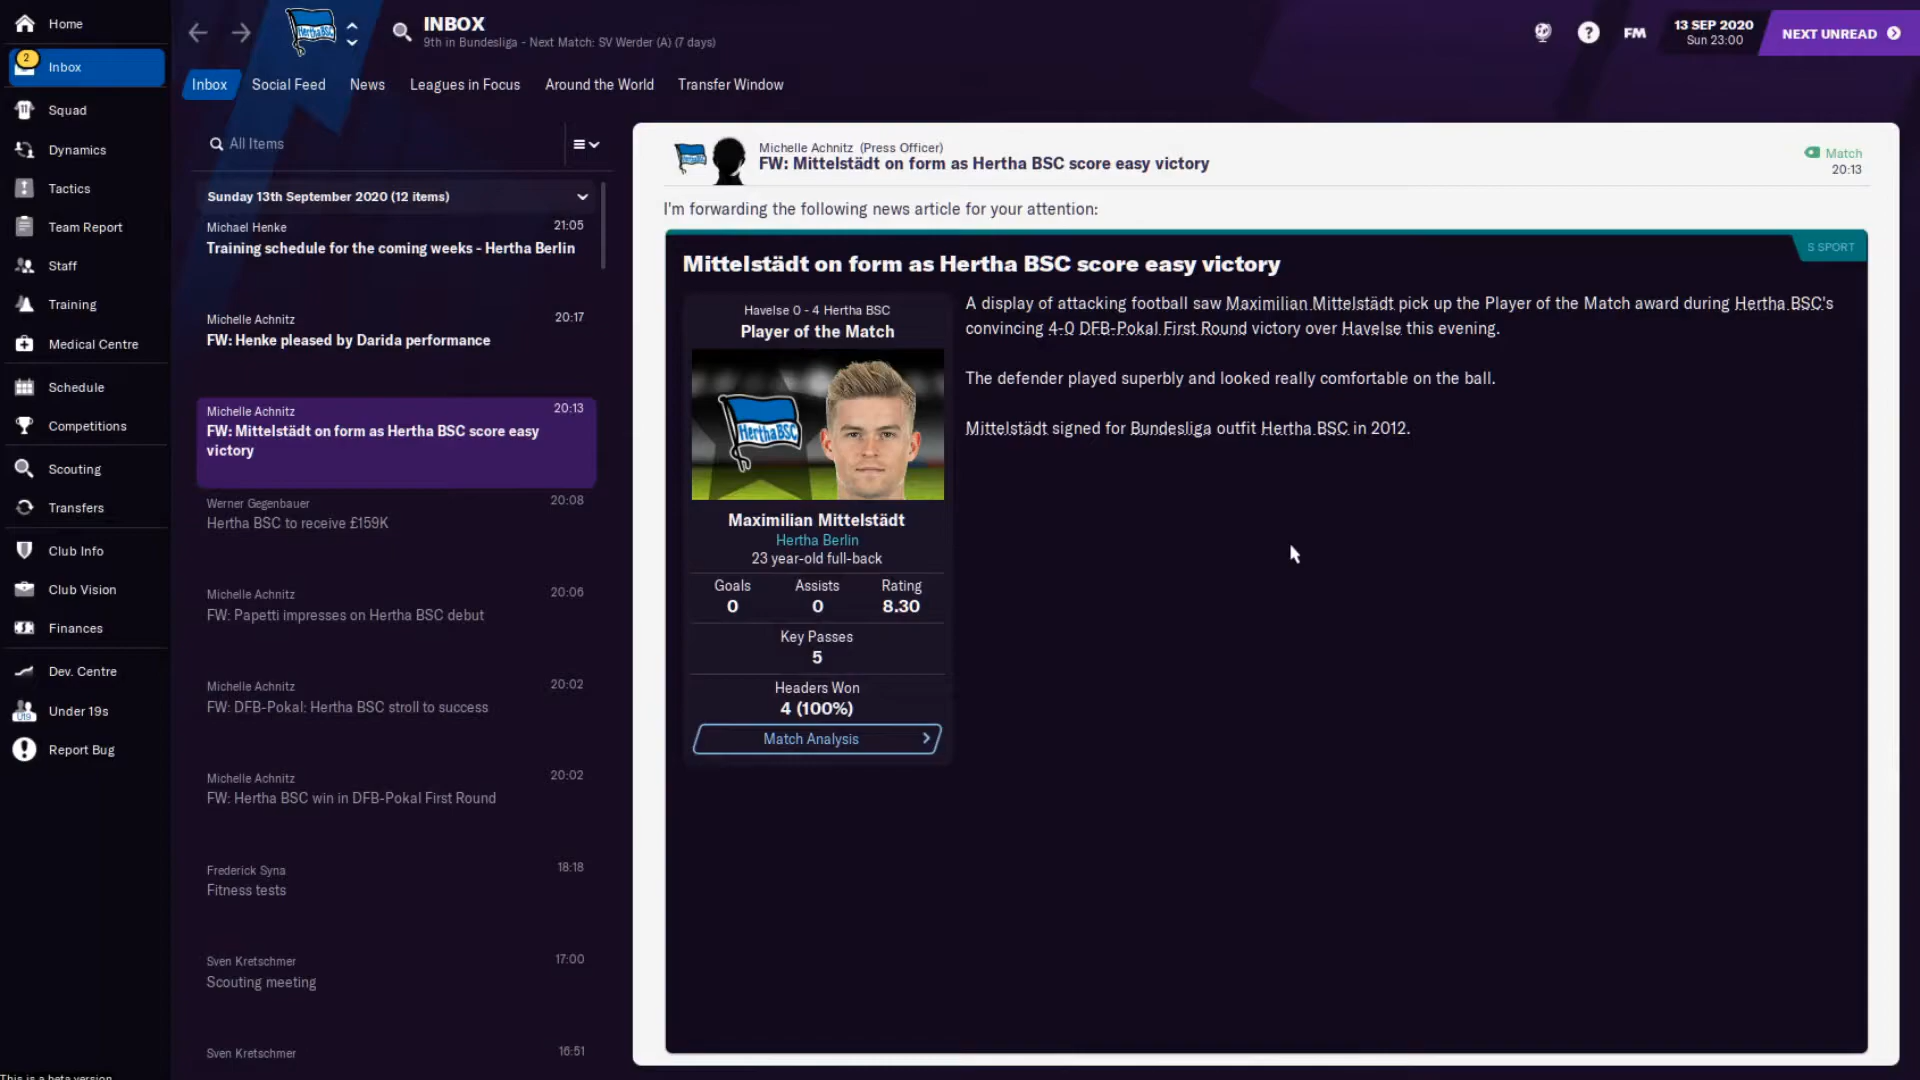 Home
2
Inbox
Squad
Dynamics
Tactics
Team Report
Staff
Training
Medical Centre
Schedule
Competitions
Scouting
Transfers
Club Info
Club Vision
Finances
Dev. Centre
Under 19s
Report Bug
This is a beta version
Hertha BSC
INBOX
9th in Bundesliga - Next Match: SV Werder (A) (7 days)
FM
13 SEP 2020
Sun 23:00
NEXT UNREAD
Inbox
Social Feed
News
Leagues in Focus
Around the World
Transfer Window
All Items
Sunday 13th September 2020 (12 items)
Michael Henke
21:05
Training schedule for the coming weeks - Hertha Berlin
Michelle Achnitz
20:17
FW: Henke pleased by Darida performance
Michelle Achnitz
20:13
FW: Mittelstädt on form as Hertha BSC score easy
victory
Werner Gegenbauer
20:08
Hertha BSC to receive £159K
Michelle Achnitz
20:06
FW: Papetti impresses on Hertha BSC debut
Michelle Achnitz
20:02
FW: DFB-Pokal: Hertha BSC stroll to success
Michelle Achnitz
20:02
FW: Hertha BSC win in DFB-Pokal First Round
Frederick Syna
18:18
Fitness tests
Sven Kretschmer
17:00
Scouting meeting
Sven Kretschmer
16:51
Michelle Achnitz (Press Officer)
FW: Mittelstädt on form as Hertha BSC score easy victory
Match
20:13
I'm forwarding the following news article for your attention:
S SPORT
Mittelstädt on form as Hertha BSC score easy victory
Havelse 0 - 4 Hertha BSC
Player of the Match
Hertha BSC
Maximilian Mittelstädt
Hertha Berlin
23 year-old full-back
Goals
Assists
Rating
0
0
8.30
Key Passes
5
Headers Won
4 (100%)
Match Analysis
A display of attacking football saw Maximilian Mittelstädt pick up the Player of the Match award during Hertha BSC's
convincing 4-0 DFB-Pokal First Round victory over Havelse this evening.
The defender played superbly and looked really comfortable on the ball.
Mittelstädt signed for Bundesliga outfit Hertha BSC in 2012.